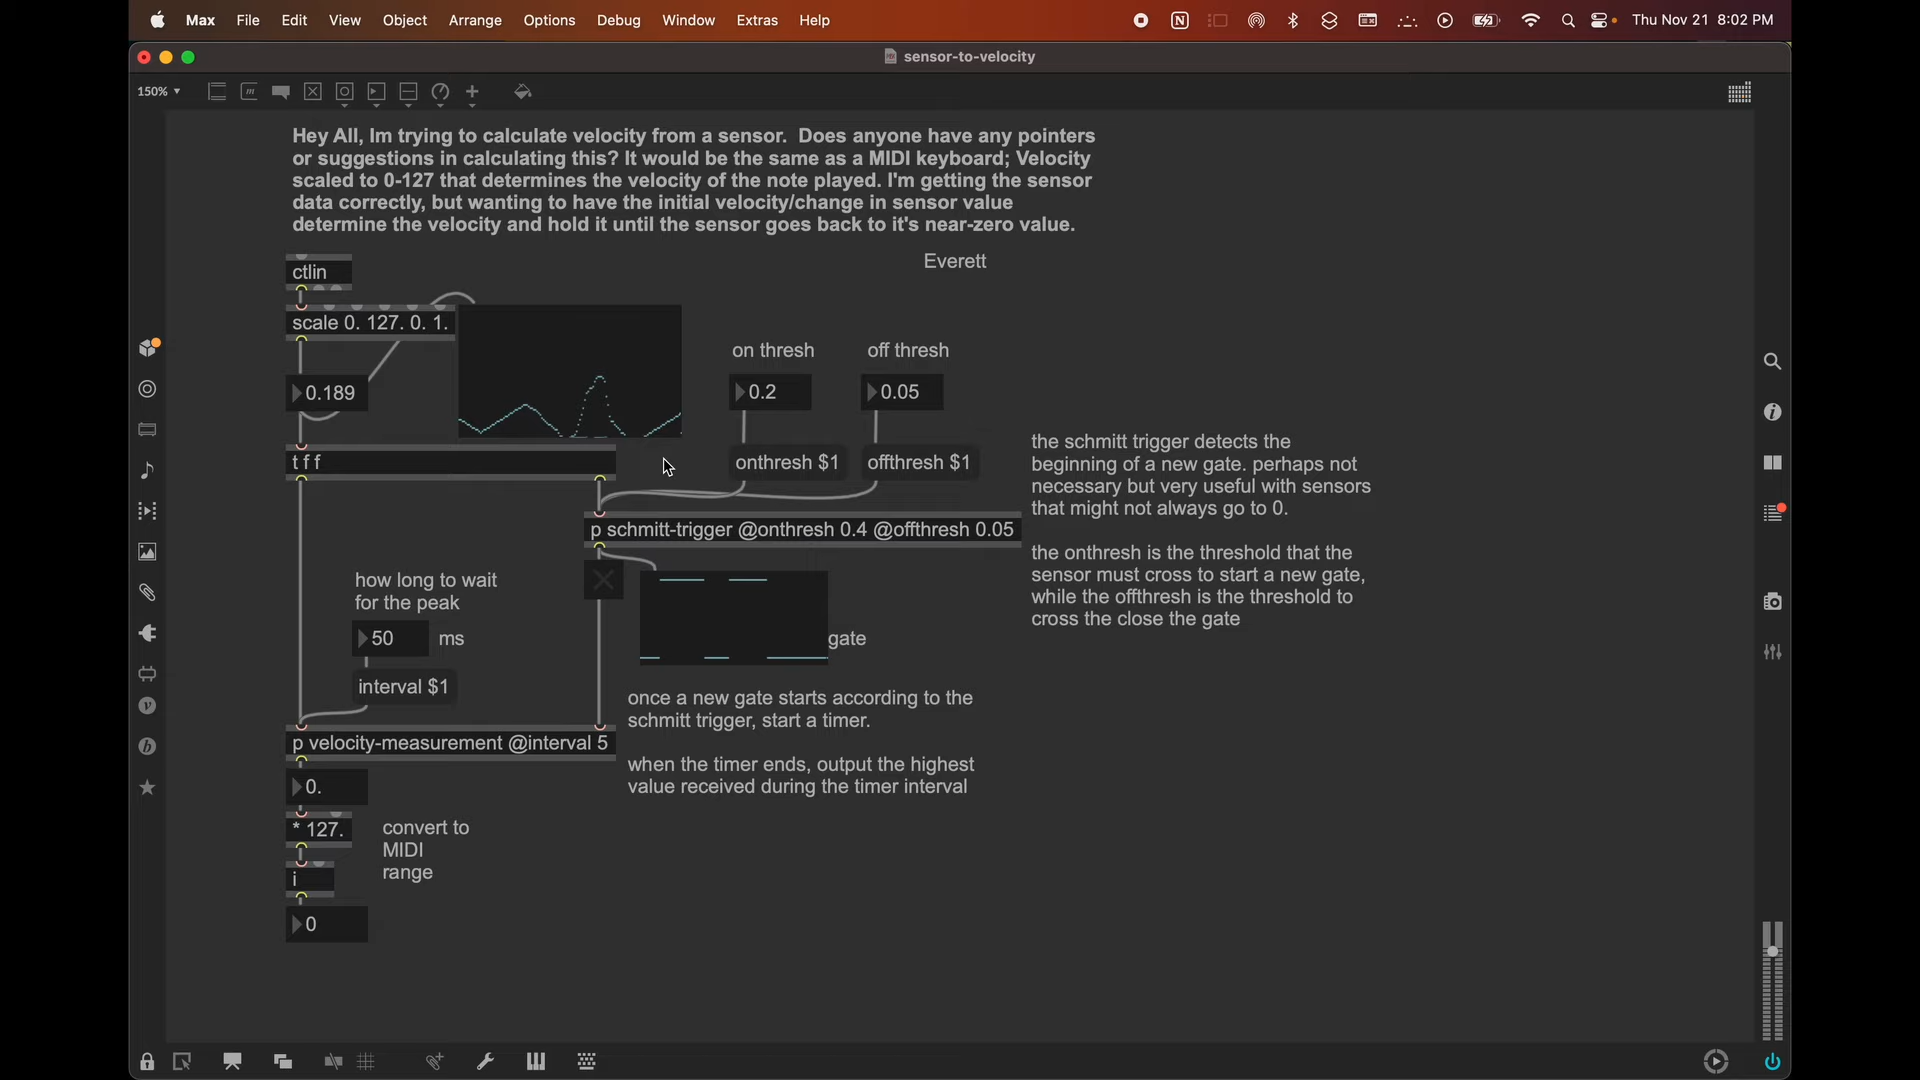 Max File Edit View Object Arrange Options Debug Window Extras Help Thu Nov 21 8:02 PM
sensor-to-velocity
150%
Hey All, Im trying to calculate velocity from a sensor. Does anyone have any pointers
or suggestions in calculating this? It would be the same as a MIDI keyboard; Velocity
scaled to 0-127 that determines the velocity of the note played. I'm getting the sensor
data correctly, but wanting to have the initial velocity/change in sensor value
determine the velocity and hold it until the sensor goes back to it's near-zero value.
Everett
ctlin
scale 0. 127. 0. 1.
0.189
on thresh
off thresh
0.2
0.05
t f f
onthresh $1
offthresh $1
p schmitt-trigger @onthresh 0.4 @offthresh 0.05
the schmitt trigger detects the
beginning of a new gate. perhaps not
necessary but very useful with sensors
that might not always go to 0.
the onthresh is the threshold that the
sensor must cross to start a new gate,
while the offthresh is the threshold to
cross the close the gate
how long to wait
for the peak
50 ms
gate
interval $1
once a new gate starts according to the
schmitt trigger, start a timer.
when the timer ends, output the highest
value received during the timer interval
p velocity-measurement @interval 5
0.
* 127.
convert to
MIDI
range
i
0